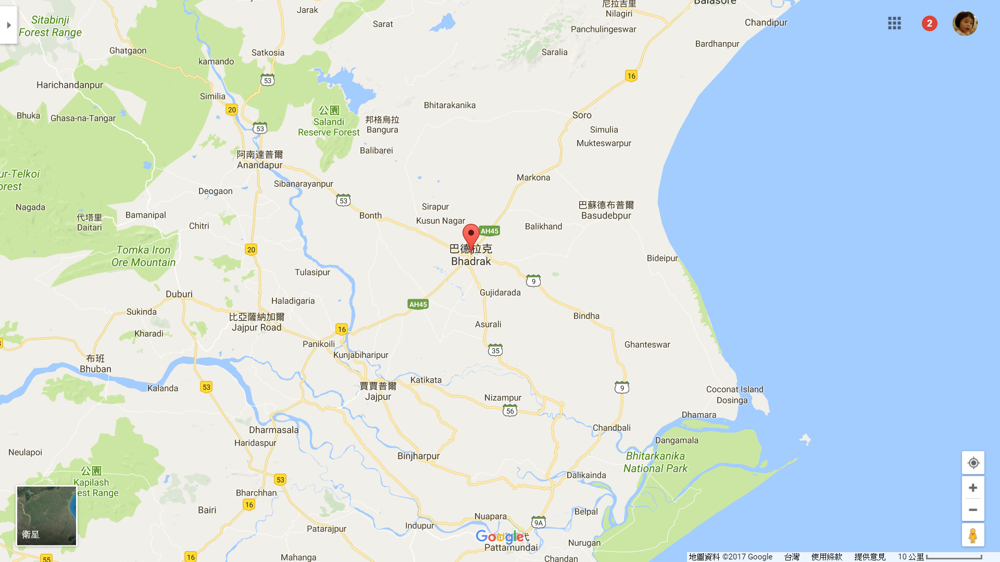 尼拉吉里
Nilagiri
Balasore
Jarak
Sitabinji
Forest Range
Sarat
Panchulingeswar
Chandipur
2
Bardhanpur
Ghatgaon
Satkosia
Saralia
kamando
53
16
Harichandanpur
Similia
Bhitarakanika
20
公園
Salandi
Reserve Forest
Bhuka
Ghasa-na-Tangar
邦格烏拉
Bangura
Soro
53
Simulia
Mukteswarpur
Balibarei
阿南達普爾
Anandapur
ur-Telkoi
orest
Sibanarayanpur
Markona
Deogaon
53
Nagada
代塔里
Daitari
Bamanipal
Bonth
Sirapur
Kusun Nagar
巴蘇德布普爾
Basudebpur
Chitri
AH45
Balikhand
Tomka Iron
Ore Mountain
20
巴德拉克
Bhadrak
Bideipur
Tulasipur
9
Duburi
Gujidarada
Haladigaria
AH45
Sukinda
比亞薩納加爾
Jajpur Road
Bindha
Kharadi
16
Asurali
Panikoili
Ghanteswar
35
Kunjabiharipur
布班
Bhuban
Katikata
Kalanda
53
賈賈普爾
Jajpur
9
Coconat Island
Dosinga
Nizampur
56
Dhamara
Dharmasala
Chandbali
Haridaspur
Dangamala
Neulapoi
Binjharpur
Bhitarkanika
National Park
公園
Kapilash
est Range
53
Dalikainda
Bharchhan
16
Bairi
Belpal
Nuapara
9A
Indupur
Patarajpur
衛星
Google
代
Pattamundai
Nurugan
16
55
Mahanga
Chandan
地圖資料 ©2017 Google
台灣
使用條款
提供意見
10 公里